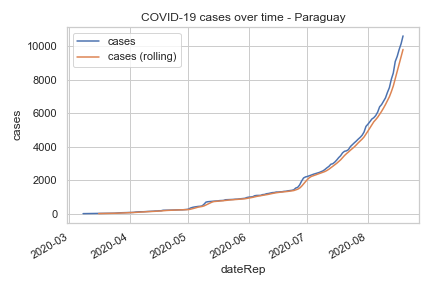 COVID-19 cases over time - Paraguay
cases
cases (rolling)
10000
8000
6000
4000
2000
0
cases
2020-03
2020-04
2020-05
2020-06
2020-07
2020-08
dateRep